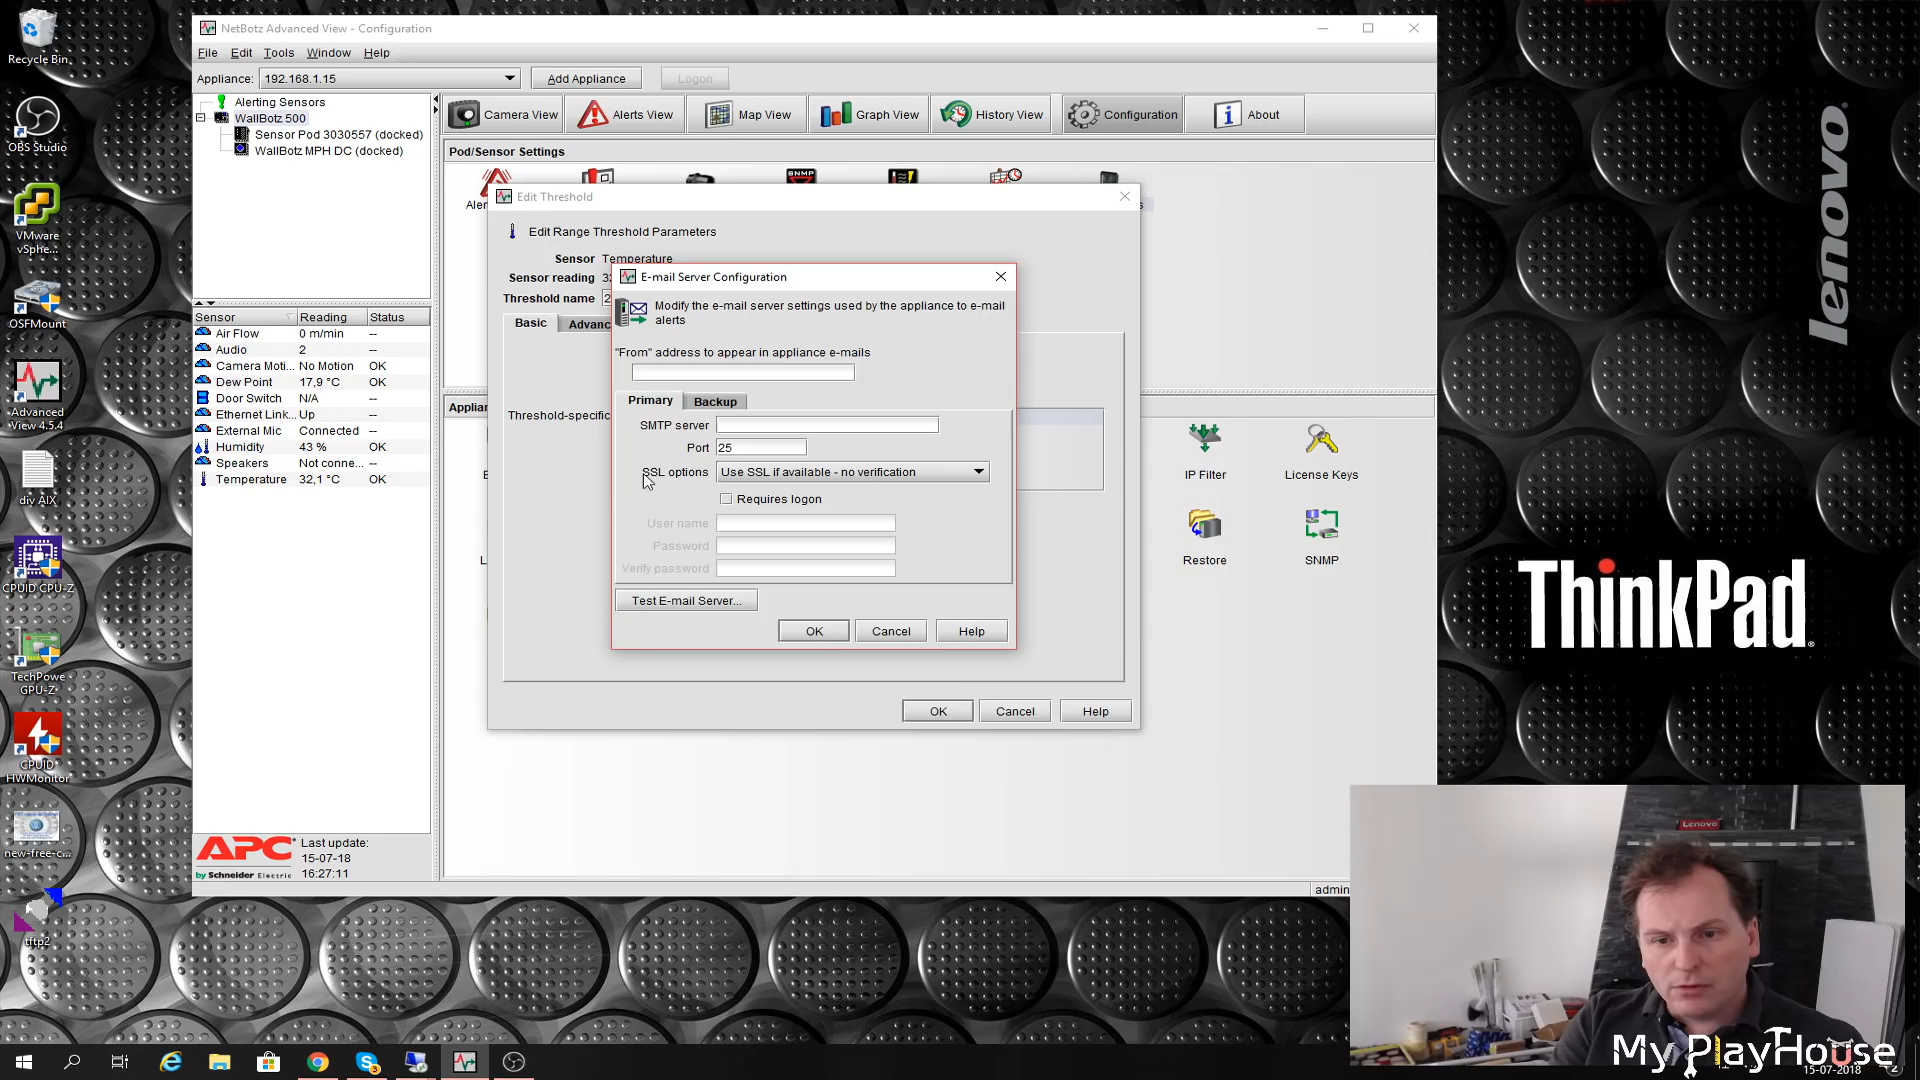 Recycle Bin
OBS Studio
VMware
vSphe...
OSFMount
Advanced
View 4.5.4
div AIX
CPUID CPU-Z
TechPowe
GPU-Z
CPUID
HWMonitor
new-free-c...
tftp2
NetBotz Advanced View - Configuration
File Edit Tools Window Help
Appliance: 192.168.1.15 Add Appliance Logon
Alerting Sensors
WallBotz 500
Sensor Pod 3030557 (docked)
WallBotz MPH DC (docked)
Camera View Alerts View Map View Graph View History View Configuration About
Pod/Sensor Settings
SNMP
Sensor Reading Status
Air Flow 0 m/min --
Audio 2 --
Camera Moti... No Motion OK
Dew Point 17,9 °C OK
Door Switch N/A --
Ethernet Link... Up --
External Mic Connected --
Humidity 43 % OK
Speakers Not conne... --
Temperature 32,1 °C OK
APC
by Schneider Electric
Last update:
15-07-18
16:27:11
Edit Threshold
Edit Range Threshold Parameters
Sensor Temperature
Sensor reading
Threshold name
Basic Advanc
Threshold-specific
OK Cancel Help
E-mail Server Configuration
Modify the e-mail server settings used by the appliance to e-mail
alerts
"From" address to appear in appliance e-mails
Primary Backup
SMTP server
Port 25
SSL options Use SSL if available - no verification
Requires logon
User name
Password
Verify password
Test E-mail Server...
OK Cancel Help
IP Filter License Keys
Restore SNMP
admin
lenovo
ThinkPad
Lenovo
My PlayHouse
15-07-2018